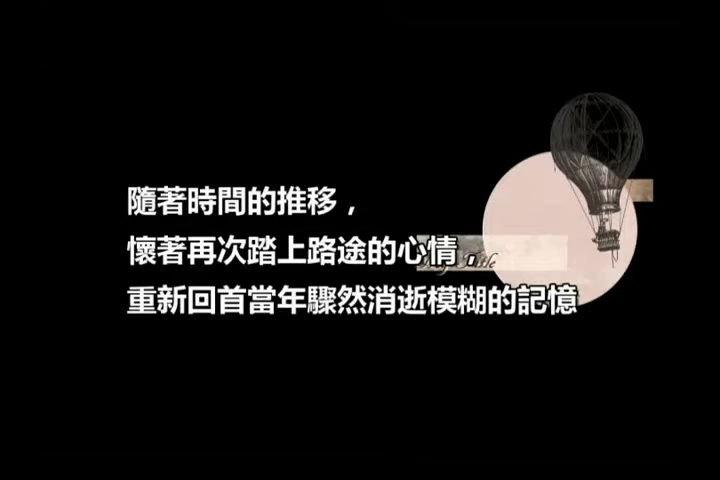 隨著時間的推移，
懷著再次踏上路途的心情，
重新回首當年驟然消逝模糊的記憶